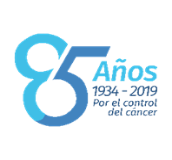 85 Años
1934 - 2019
Por el control
del cáncer